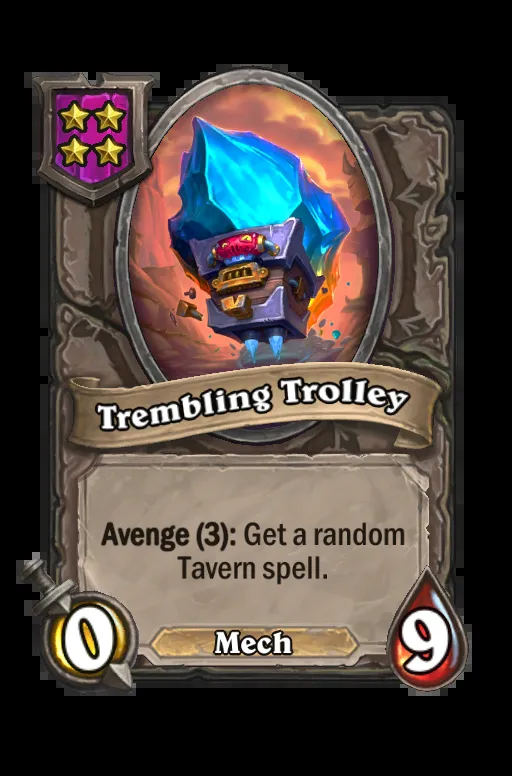 Trembling Trolley
Avenge (3): Get a random
Tavern spell.
0
Mech
9